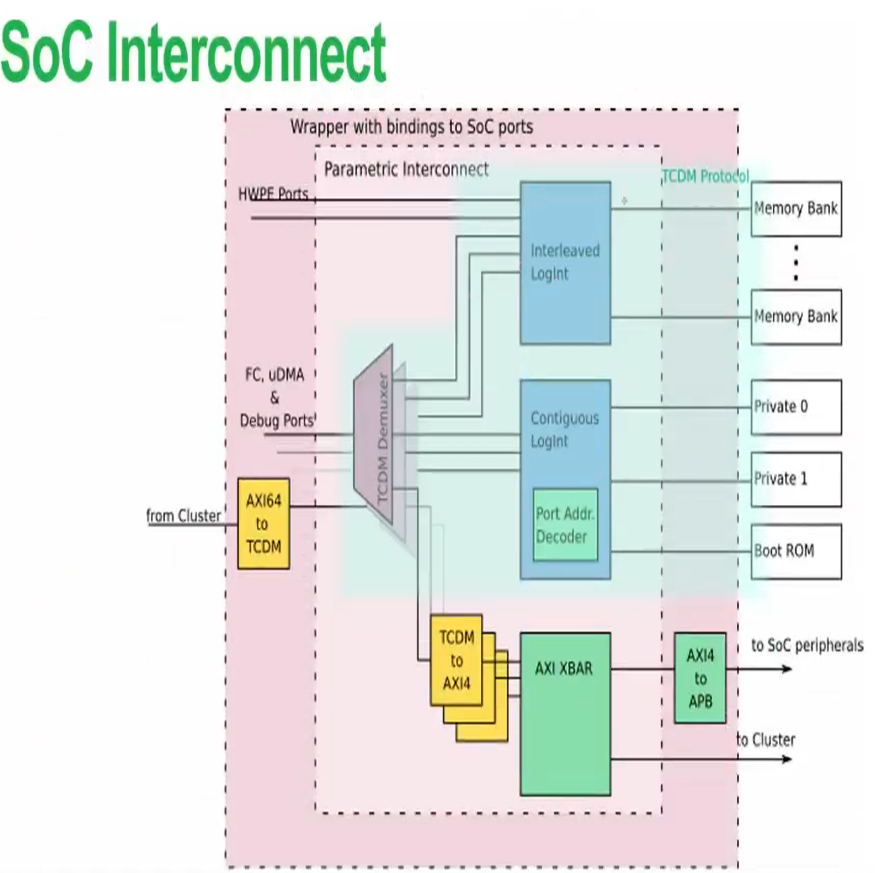 SoC Interconnect
Wrapper with bindings to SoC ports
Parametric Interconnect
TCDM Protocol
HWPE Ports
Interleaved
LogInt
Memory Bank
Memory Bank
FC, uDMA
&
Debug Ports
TCDM Demuxer
Contiguous
LogInt
Port Addr.
Decoder
Private 0
Private 1
Boot ROM
from Cluster
AXI64
to
TCDM
TCDM
to
AXI4
AXI XBAR
AXI4
to
APB
to SoC peripherals
to Cluster